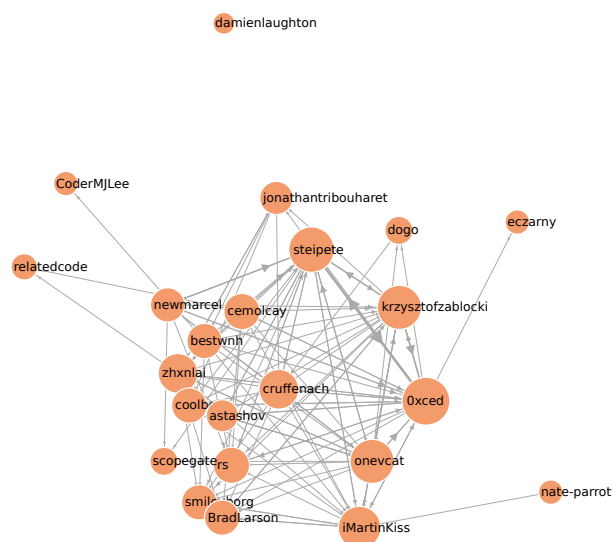 damienlaughton
CoderMJLee
jonathantribouharet
eczarny
dogo
steipete
relatedcode
newmarcel
krzysztofzablocki
cemolcay
bestwnh
zhxnlai
cruffenach
0xced
astashov
scopegate
rs
onevcat
nate-parrot
BradLarson
iMartinKiss